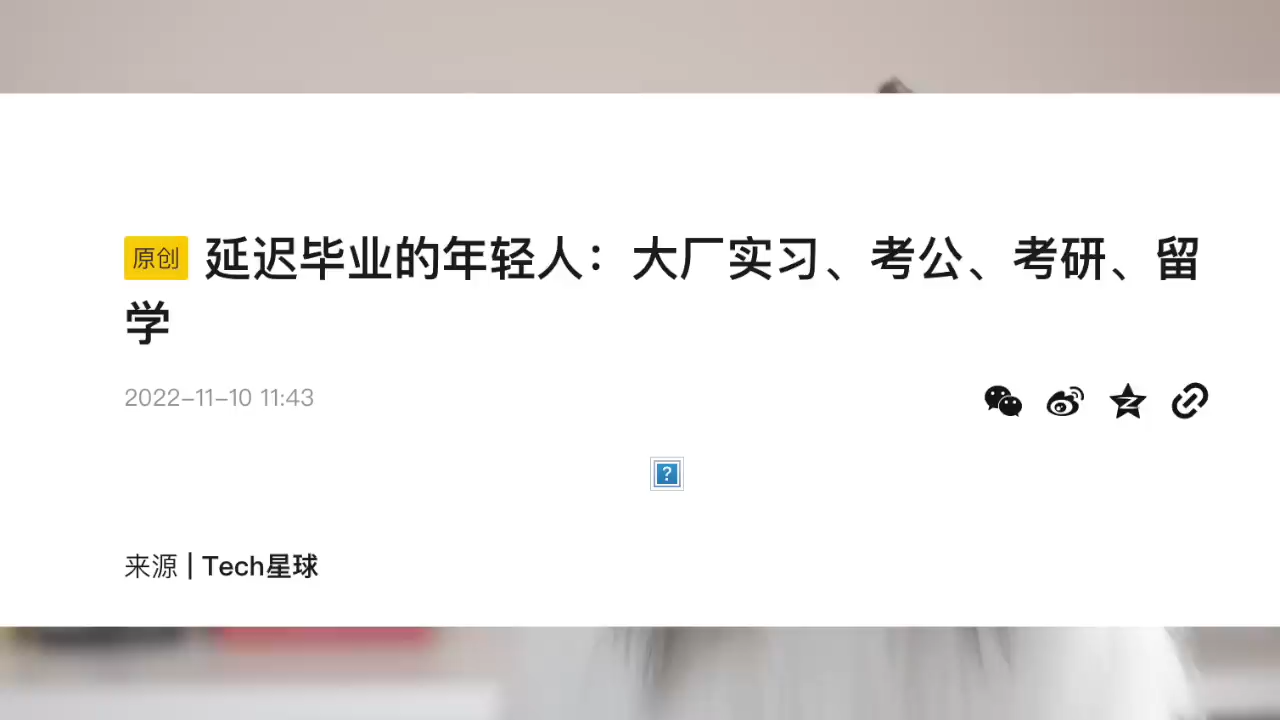 原创 延迟毕业的年轻人：大厂实习、考公、考研、留
学
2022-11-10 11:43
来源 | Tech星球